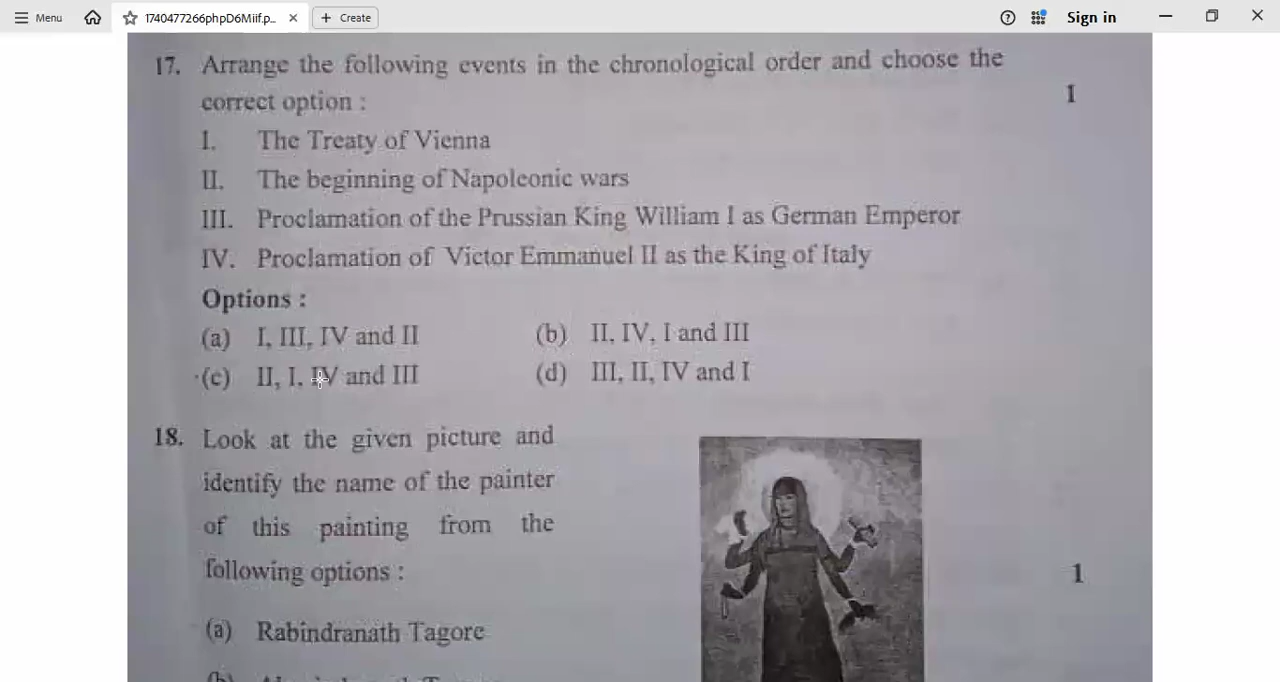 Menu
1740477266phpD6Miif.p...
Create
Sign in
17. Arrange the following events in the chronological order and choose the
correct option :
1
I. The Treaty of Vienna
II. The beginning of Napoleonic wars
III. Proclamation of the Prussian King William I as German Emperor
IV. Proclamation of Victor Emmanuel II as the King of Italy
Options :
(a) I, III, IV and II (b) II, IV, I and III
(c) II, I, IV and III (d) III, II, IV and I
18. Look at the given picture and
identify the name of the painter
of this painting from the
following options :
1
(a) Rabindranath Tagore